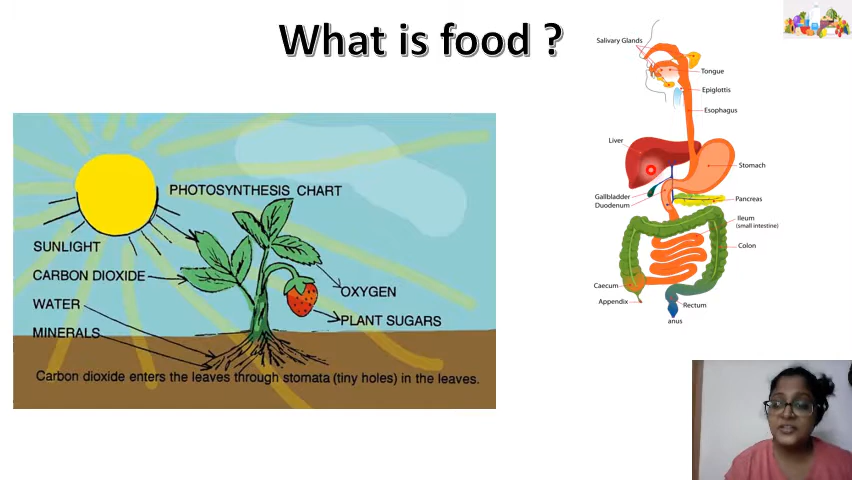 What is food ?
PHOTOSYNTHESIS CHART
SUNLIGHT
CARBON DIOXIDE
WATER
MINERALS
OXYGEN
PLANT SUGARS
Carbon dioxide enters the leaves through stomata (tiny holes) in the leaves.
Salivary Glands
Tongue
Epiglottis
Esophagus
Liver
Stomach
Gallbladder
Duodenum
Pancreas
Ileum
(small intestine)
Colon
Caecum
Appendix
Rectum
anus